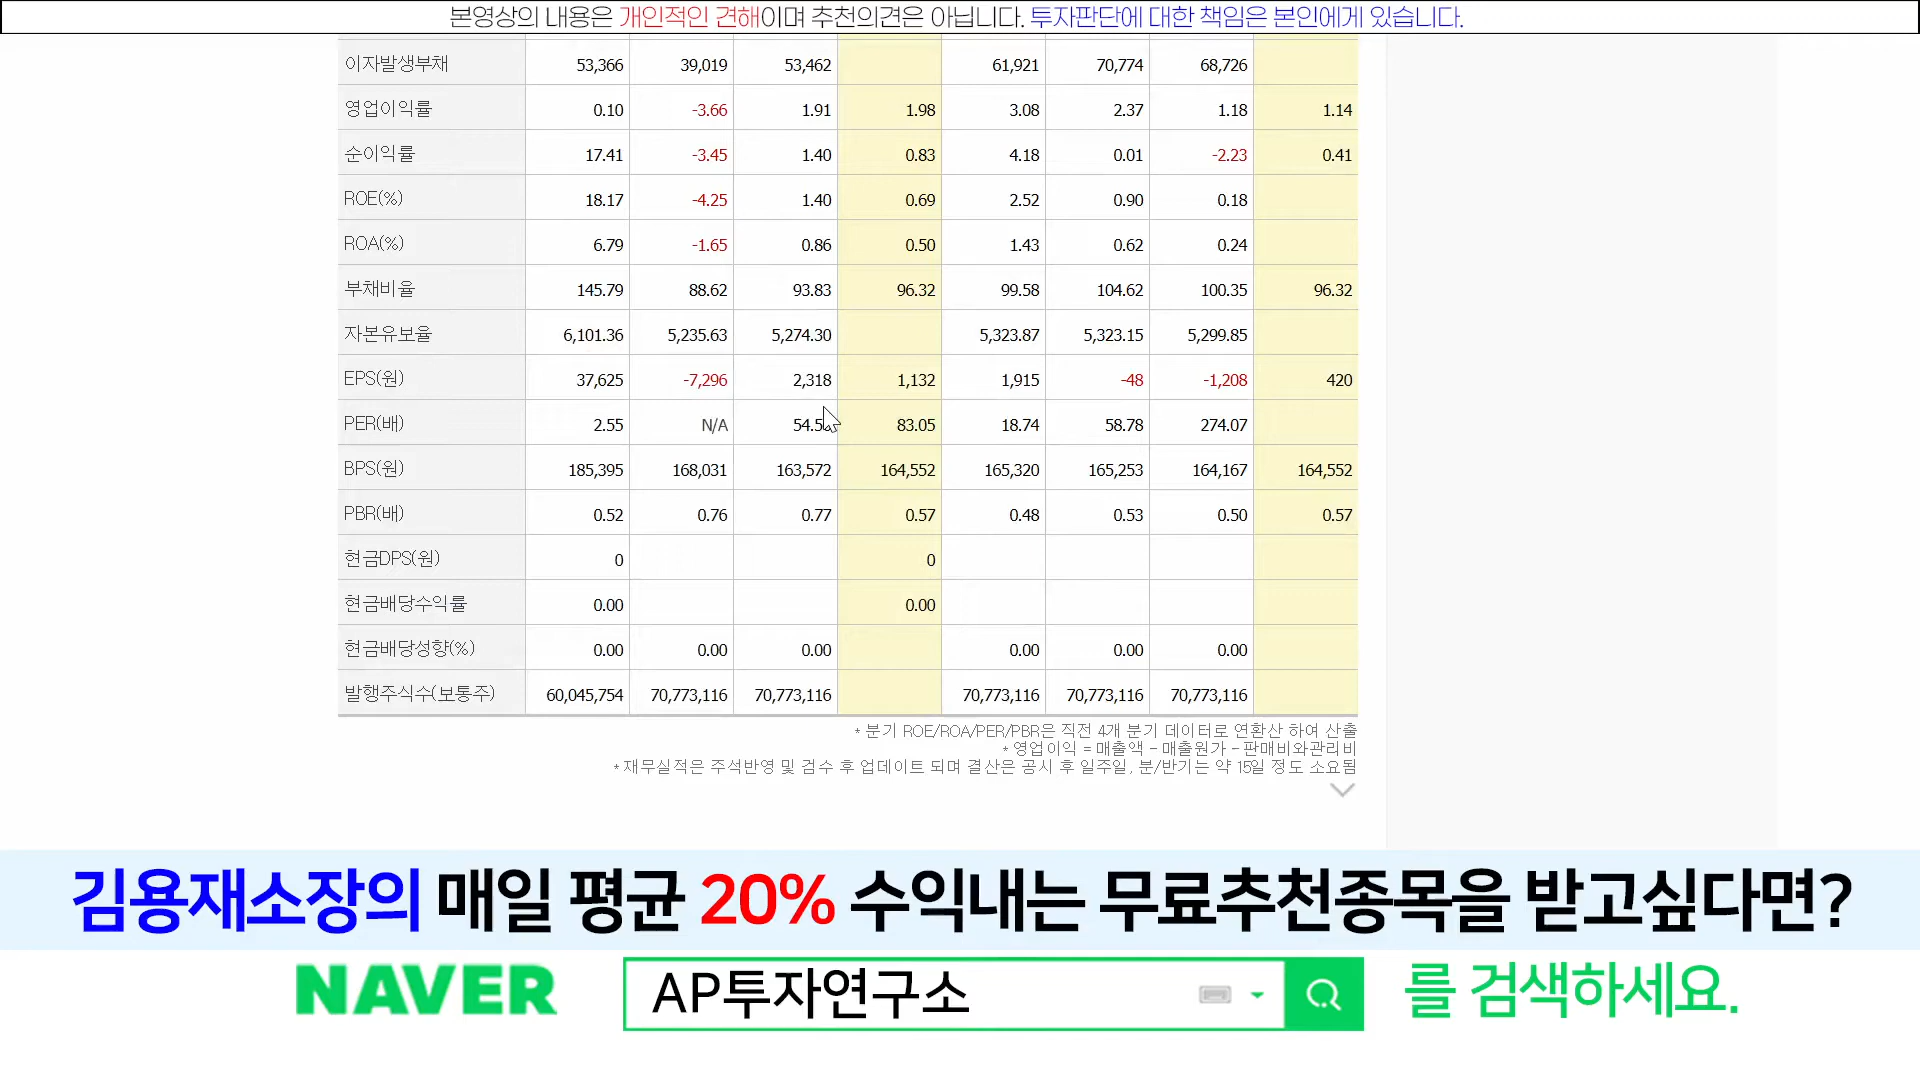 본영상의 내용은 개인적인 견해이며 추천의견은 아닙니다. 투자판단에 대한 책임은 본인에게 있습니다.
이자발생부채 53,366 39,019 53,462 61,921 70,774 68,726
영업이익률 0.10 -3.66 1.91 1.98 3.08 2.37 1.18 1.14
순이익률 17.41 -3.45 1.40 0.83 4.18 0.01 -2.23 0.41
ROE(%) 18.17 -4.25 1.40 0.69 2.52 0.90 0.18
ROA(%) 6.79 -1.65 0.86 0.50 1.43 0.62 0.24
부채비율 145.79 88.62 93.83 96.32 99.58 104.62 100.35 96.32
자본유보율 6,101.36 5,235.63 5,274.30 5,323.87 5,323.15 5,299.85
EPS(원) 37,625 -7,296 2,318 1,132 1,915 -48 -1,208 420
PER(배) 2.55 N/A 83.05 18.74 58.78 274.07
BPS(원) 185,395 168,031 163,572 164,552 165,320 165,253 164,167 164,552
PBR(배) 0.52 0.76 0.77 0.57 0.48 0.53 0.50 0.57
현금DPS(원) 0 0
현금배당수익률 0.00 0.00
현금배당성향(%) 0.00 0.00 0.00 0.00 0.00 0.00
발행주식수(보통주) 60,045,754 70,773,116 70,773,116 70,773,116 70,773,116 70,773,116
* 분기 ROE/ROA/PER/PBR은 직전 4개 분기 데이터로 연환산 하여 산출
* 영업이익 = 매출액 - 매출원가 - 판매비와관리비
* 재무실적은 주석반영 및 검수 후 업데이트 되며 결산은 공시 후 일주일, 분/반기는 약 15일 정도 소요됨
김용재소장의 매일 평균 20% 수익내는 무료추천종목을 받고싶다면?
NAVER AP투자연구소 를 검색하세요.